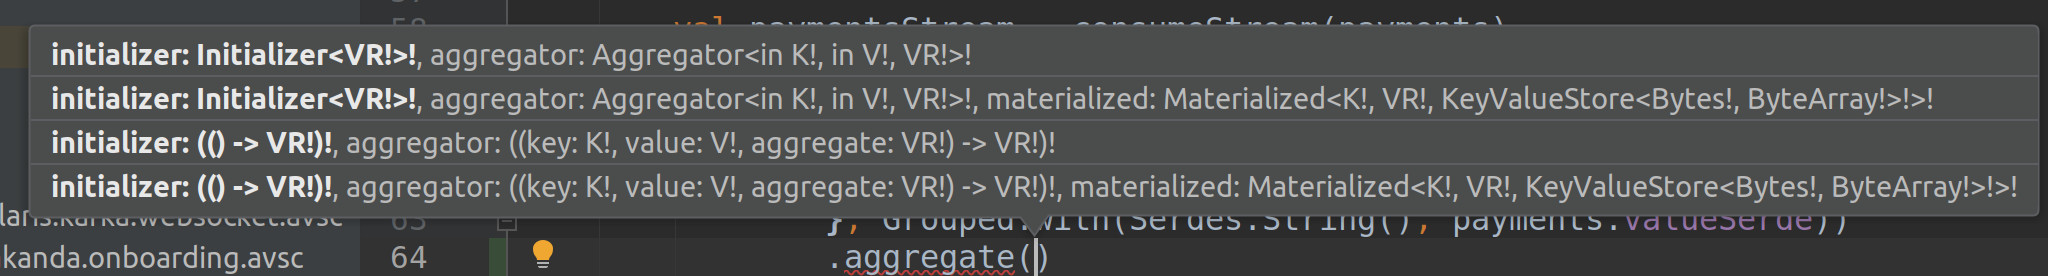 58
val paymentsStream = consumeStream(payments)
initializer: Initializer<VR!>!, aggregator: Aggregator<in K!, in V!, VR!>!
initializer: Initializer<VR!>!, aggregator: Aggregator<in K!, in V!, VR!>!, materialized: Materialized<K!, VR!, KeyValueStore<Bytes!, ByteArray!>!>!
initializer: (() -> VR!)!, aggregator: ((key: K!, value: V!, aggregate: VR!) -> VR!)!
initializer: (() -> VR!)!, aggregator: ((key: K!, value: V!, aggregate: VR!) -> VR!)!, materialized: Materialized<K!, VR!, KeyValueStore<Bytes!, ByteArray!>!>!
laris.kafka.websocket.avsc 63 }, Grouped.with(Serdes.String(), payments.valueSerde))
kanda.onboarding.avsc 64 .aggregate()